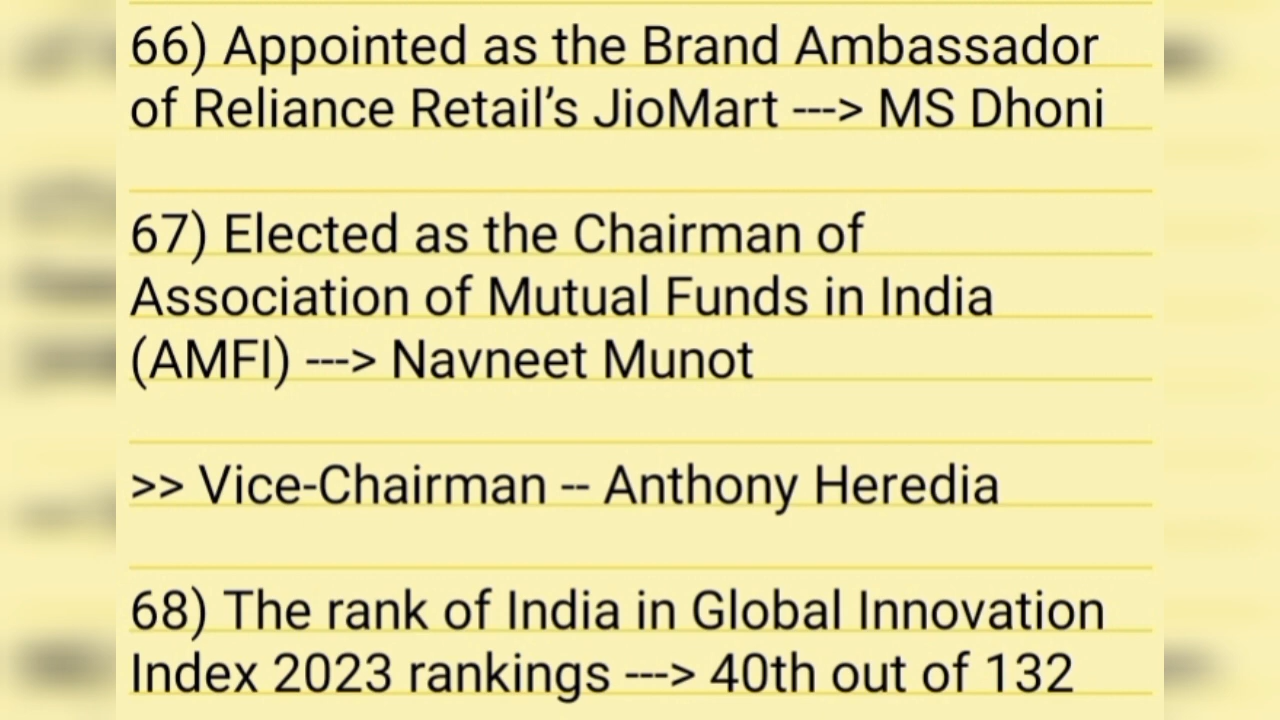 66) Appointed as the Brand Ambassador
of Reliance Retail’s JioMart ---> MS Dhoni
67) Elected as the Chairman of
Association of Mutual Funds in India
(AMFI) ---> Navneet Munot
>> Vice-Chairman -- Anthony Heredia
68) The rank of India in Global Innovation
Index 2023 rankings ---> 40th out of 132